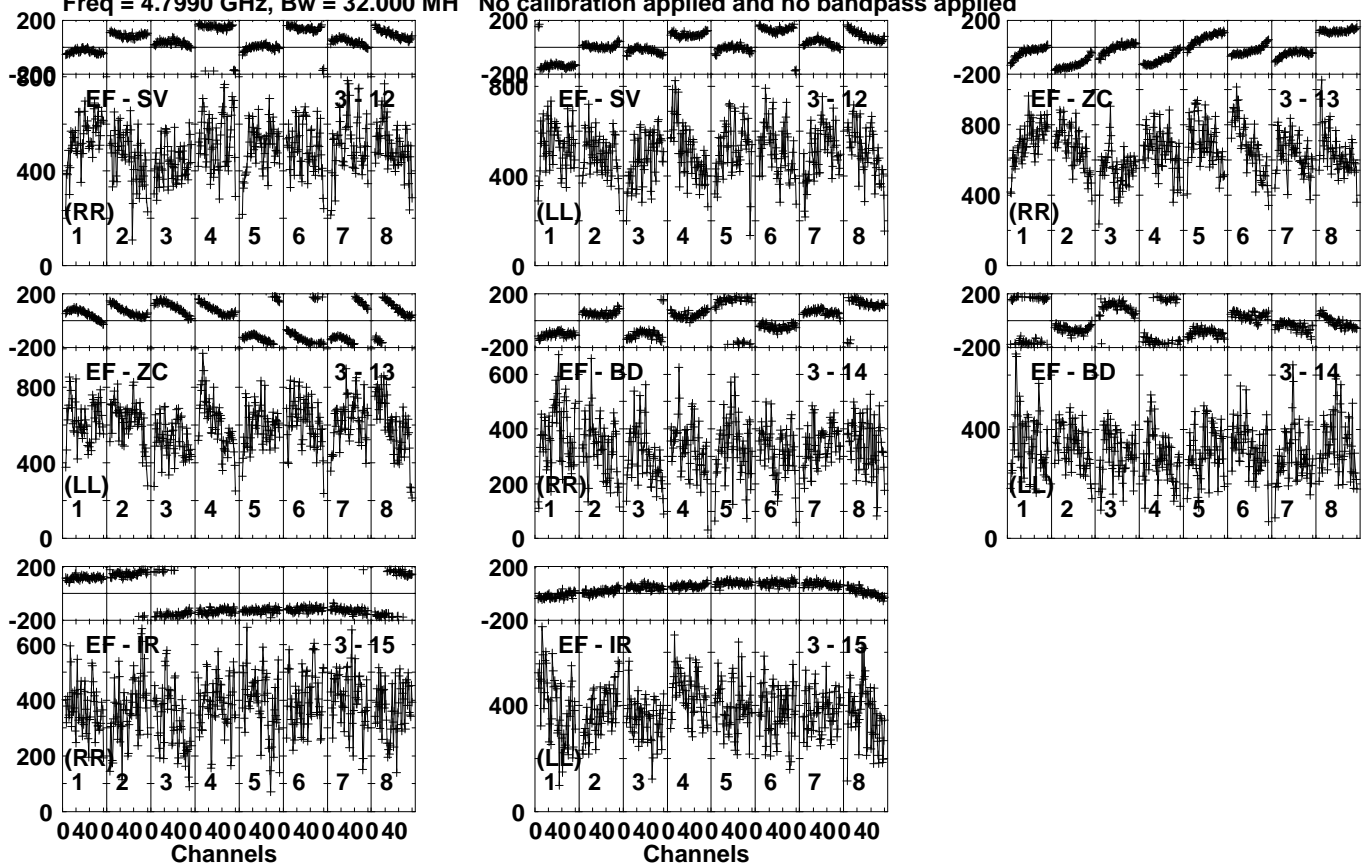 Freq = 4.7990 GHz, Bw = 32.000 MH No calibration applied and no bandpass applied
200
-200
800
EF - SV 3 - 12
400
(RR)
1 2 3 4 5 6 7 8
0
200
-200
800
EF - SV 3 - 12
400
(LL)
1 2 3 4 5 6 7 8
0
200
-200
EF - ZC 3 - 13
800
400
(RR)
1 2 3 4 5 6 7 8
0
200
-200
EF - ZC 3 - 13
800
400
(LL)
1 2 3 4 5 6 7 8
0
200
-200
600
EF - BD 3 - 14
400
200
(RR)
1 2 3 4 5 6 7 8
0
200
-200
EF - BD 3 - 14
400
(LL)
1 2 3 4 5 6 7 8
0
200
-200
600
EF - IR 3 - 15
400
200
(RR)
1 2 3 4 5 6 7 8
0
0 40 0 40 0 40 0 40 0 40 0 40 0 40 0 40
Channels
200
-200
EF - IR 3 - 15
400
(LL)
1 2 3 4 5 6 7 8
0
0 40 0 40 0 40 0 40 0 40 0 40 0 40 0 40
Channels